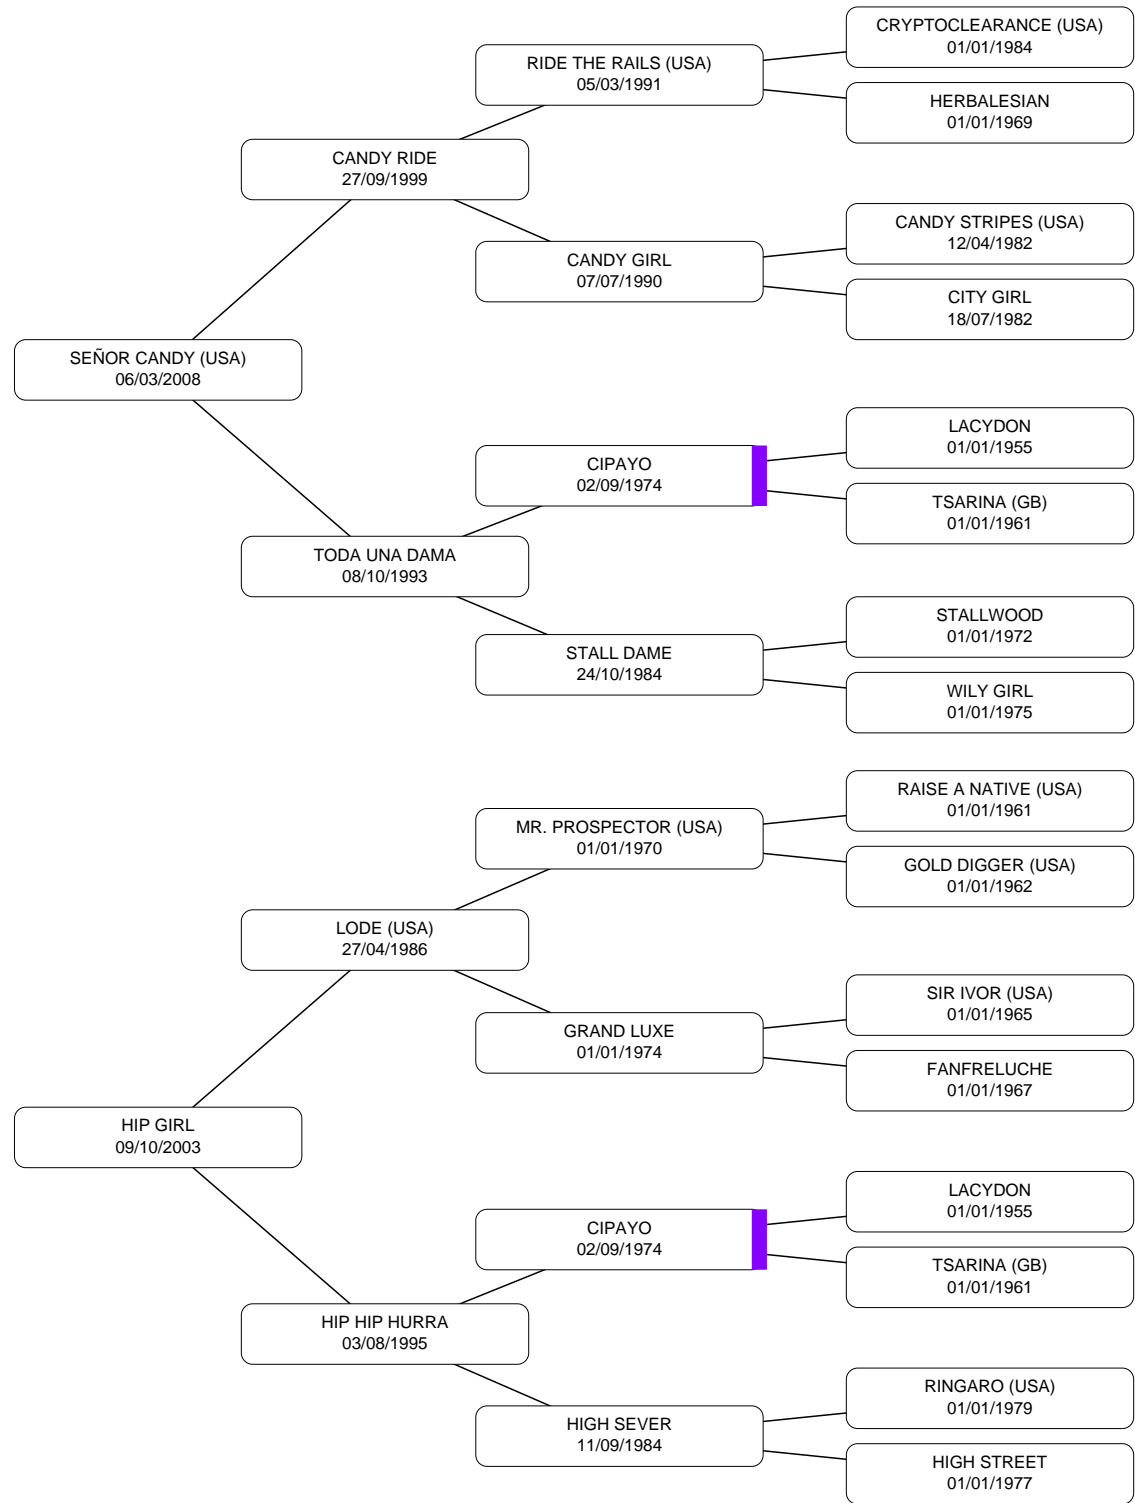 CRYPTOCLEARANCE (USA)
01/01/1984
RIDE THE RAILS (USA)
05/03/1991
HERBALESIAN
01/01/1969
CANDY RIDE
27/09/1999
CANDY STRIPES (USA)
12/04/1982
CANDY GIRL
07/07/1990
CITY GIRL
18/07/1982
SEÑOR CANDY (USA)
06/03/2008
LACYDON
01/01/1955
CIPAYO
02/09/1974
TSARINA (GB)
01/01/1961
TODA UNA DAMA
08/10/1993
STALLWOOD
01/01/1972
STALL DAME
24/10/1984
WILY GIRL
01/01/1975
RAISE A NATIVE (USA)
01/01/1961
MR. PROSPECTOR (USA)
01/01/1970
GOLD DIGGER (USA)
01/01/1962
LODE (USA)
27/04/1986
SIR IVOR (USA)
01/01/1965
GRAND LUXE
01/01/1974
FANFRELUCHE
01/01/1967
HIP GIRL
09/10/2003
LACYDON
01/01/1955
CIPAYO
02/09/1974
TSARINA (GB)
01/01/1961
HIP HIP HURRA
03/08/1995
RINGARO (USA)
01/01/1979
HIGH SEVER
11/09/1984
HIGH STREET
01/01/1977